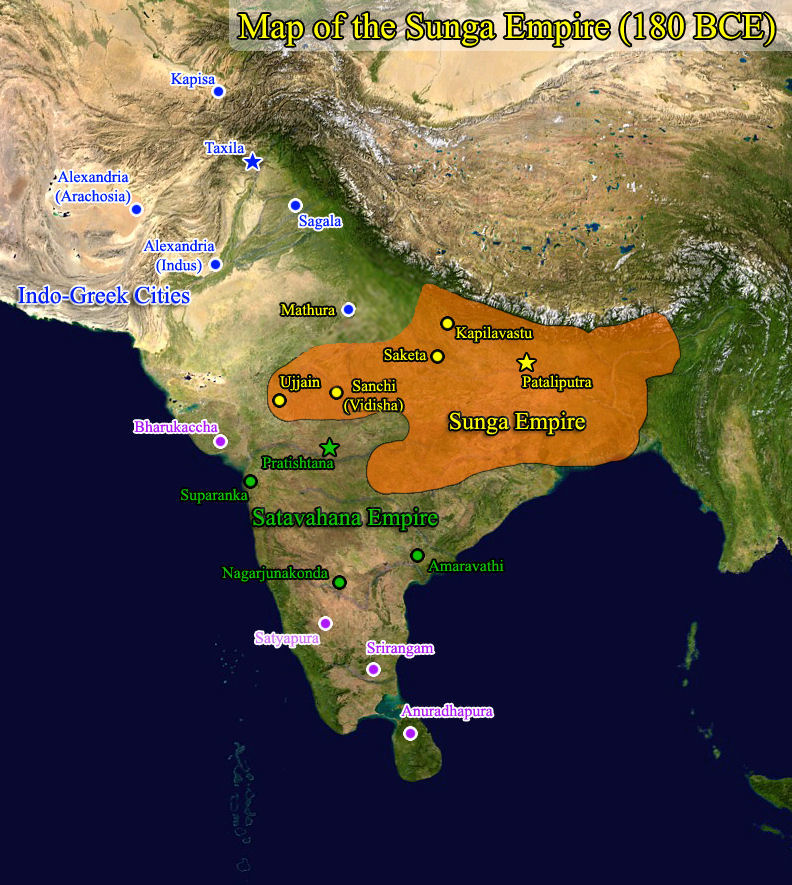 Map of the Sunga Empire (180 BCE)
Kapisa
Taxila
Alexandria
(Arachosia)
Sagala
Alexandria
(Indus)
Indo-Greek Cities
Mathura
Kapilavastu
Saketa
Ujjain
Sanchi
(Vidisha)
Pataliputra
Sunga Empire
Bharukaccha
Pratishtana
Suparanka
Satavahana Empire
Amaravathi
Nagarjunakonda
Satyapura
Srirangam
Anuradhapura